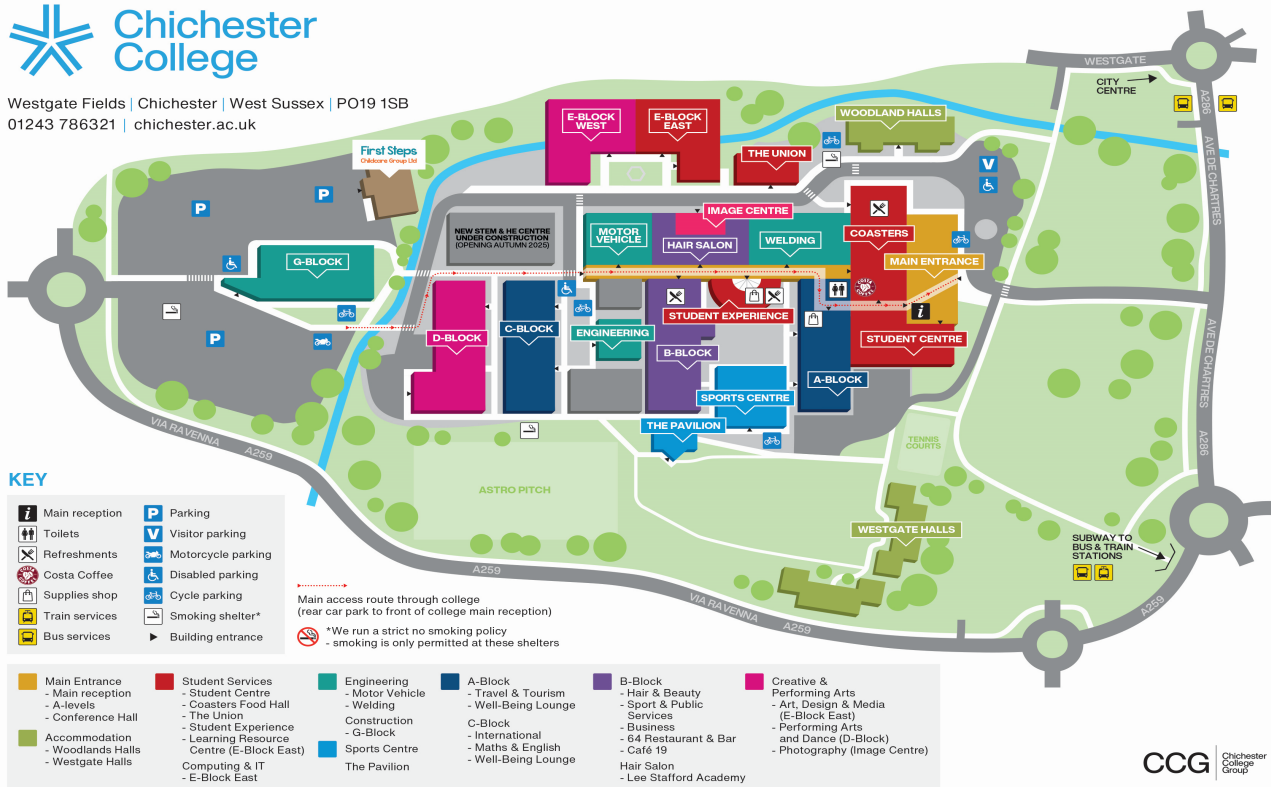 Chichester
College
Westgate Fields | Chichester | West Sussex | PO19 1SB
01243 786321 | chichester.ac.uk
WESTGATE
CITY
CENTRE
A286
AVE DE CHARTRES
E-BLOCK
WEST
E-BLOCK
EAST
WOODLAND HALLS
First Steps
Childcare Group Ltd
THE UNION
V
P
P
IMAGE CENTRE
NEW STEM & HE CENTRE
UNDER CONSTRUCTION
(OPENING AUTUMN 2025)
MOTOR
VEHICLE
HAIR SALON
WELDING
COASTERS
G-BLOCK
MAIN ENTRANCE
COSTA
COFFEE
i
STUDENT EXPERIENCE
P
D-BLOCK
C-BLOCK
ENGINEERING
STUDENT CENTRE
B-BLOCK
A-BLOCK
AVE DE CHARTRES
SPORTS CENTRE
THE PAVILION
VIA RAVENNA
A259
TENNIS
COURTS
A286
ASTRO PITCH
WESTGATE HALLS
SUBWAY TO
BUS & TRAIN
STATIONS
A259
VIA RAVENNA
A259
A259
KEY
i Main reception
Toilets
Refreshments
Costa Coffee
Supplies shop
Train services
Bus services
P Parking
V Visitor parking
Motorcycle parking
Disabled parking
Cycle parking
Smoking shelter*
Building entrance
Main access route through college
(rear car park to front of college main reception)
*We run a strict no smoking policy
- smoking is only permitted at these shelters
Main Entrance
- Main reception
- A-levels
- Conference Hall
Accommodation
- Woodlands Halls
- Westgate Halls
Student Services
- Student Centre
- Coasters Food Hall
- The Union
- Student Experience
- Learning Resource
Centre (E-Block East)
Computing & IT
- E-Block East
Engineering
- Motor Vehicle
- Welding
Construction
- G-Block
Sports Centre
The Pavilion
A-Block
- Travel & Tourism
- Well-Being Lounge
C-Block
- International
- Maths & English
- Well-Being Lounge
B-Block
- Hair & Beauty
- Sport & Public
Services
- Business
- 64 Restaurant & Bar
- Café 19
Hair Salon
- Lee Stafford Academy
Creative &
Performing Arts
- Art, Design & Media
(E-Block East)
- Performing Arts
and Dance (D-Block)
- Photography (Image Centre)
CCG
Chichester
College
Group